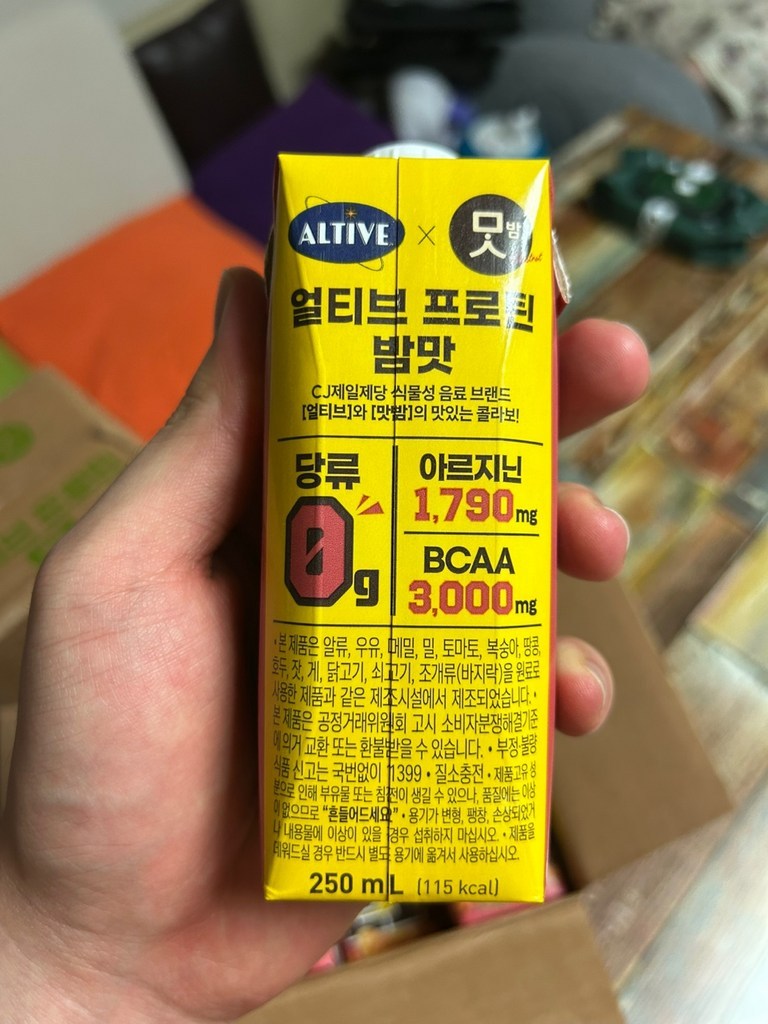 ALTIVE × 맛밤
얼티브 프로틴
밤맛
CJ제일제당 식물성 음료 브랜드
[얼티브]와 [맛밤]의 맛있는 콜라보!
당류
0g
아르지닌
1,790mg
BCAA
3,000mg
• 본 제품은 알류, 우유, 메밀, 밀, 토마토, 복숭아, 땅콩,
호두, 잣, 게, 닭고기, 쇠고기, 조개류(바지락)을 원료로
사용한 제품과 같은 제조시설에서 제조되었습니다. •
본 제품은 공정거래위원회 고시 소비자분쟁해결기준
에 의거 교환 또는 환불받을 수 있습니다. • 부정·불량
식품 신고는 국번없이 1399 • 질소충전 • 제품고유 성
분으로 인해 부유물 또는 침전이 생길 수 있으나, 품질에는 이상
이 없으므로 “흔들어드세요” • 용기가 변형, 팽창, 손상되었거
나 내용물에 이상이 있을 경우 섭취하지 마십시오. • 제품을
데워드실 경우 반드시 별도 용기에 옮겨서 사용하십시오.
250 mL (115 kcal)